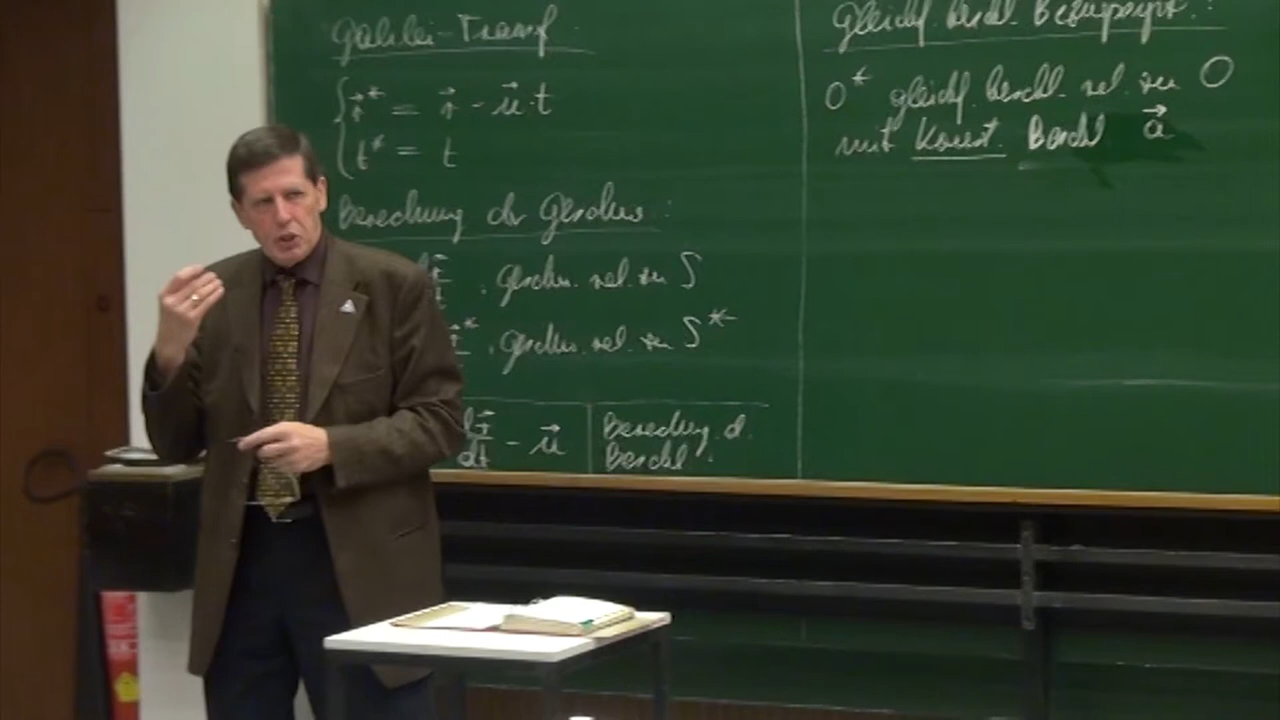 Galilei-Transf.
r⃗* = r⃗ - u⃗·t
t* = t
Berechnung der Geschw.:
, Geschw. rel. zu S
, Geschw. rel. zu S*
dr⃗/dt - u⃗
Berechng. d.
Beschl.
Gleichf. beschl. Bezugssyst.:
O* gleichf. beschl. rel. zu O
mit konst. Beschl a⃗